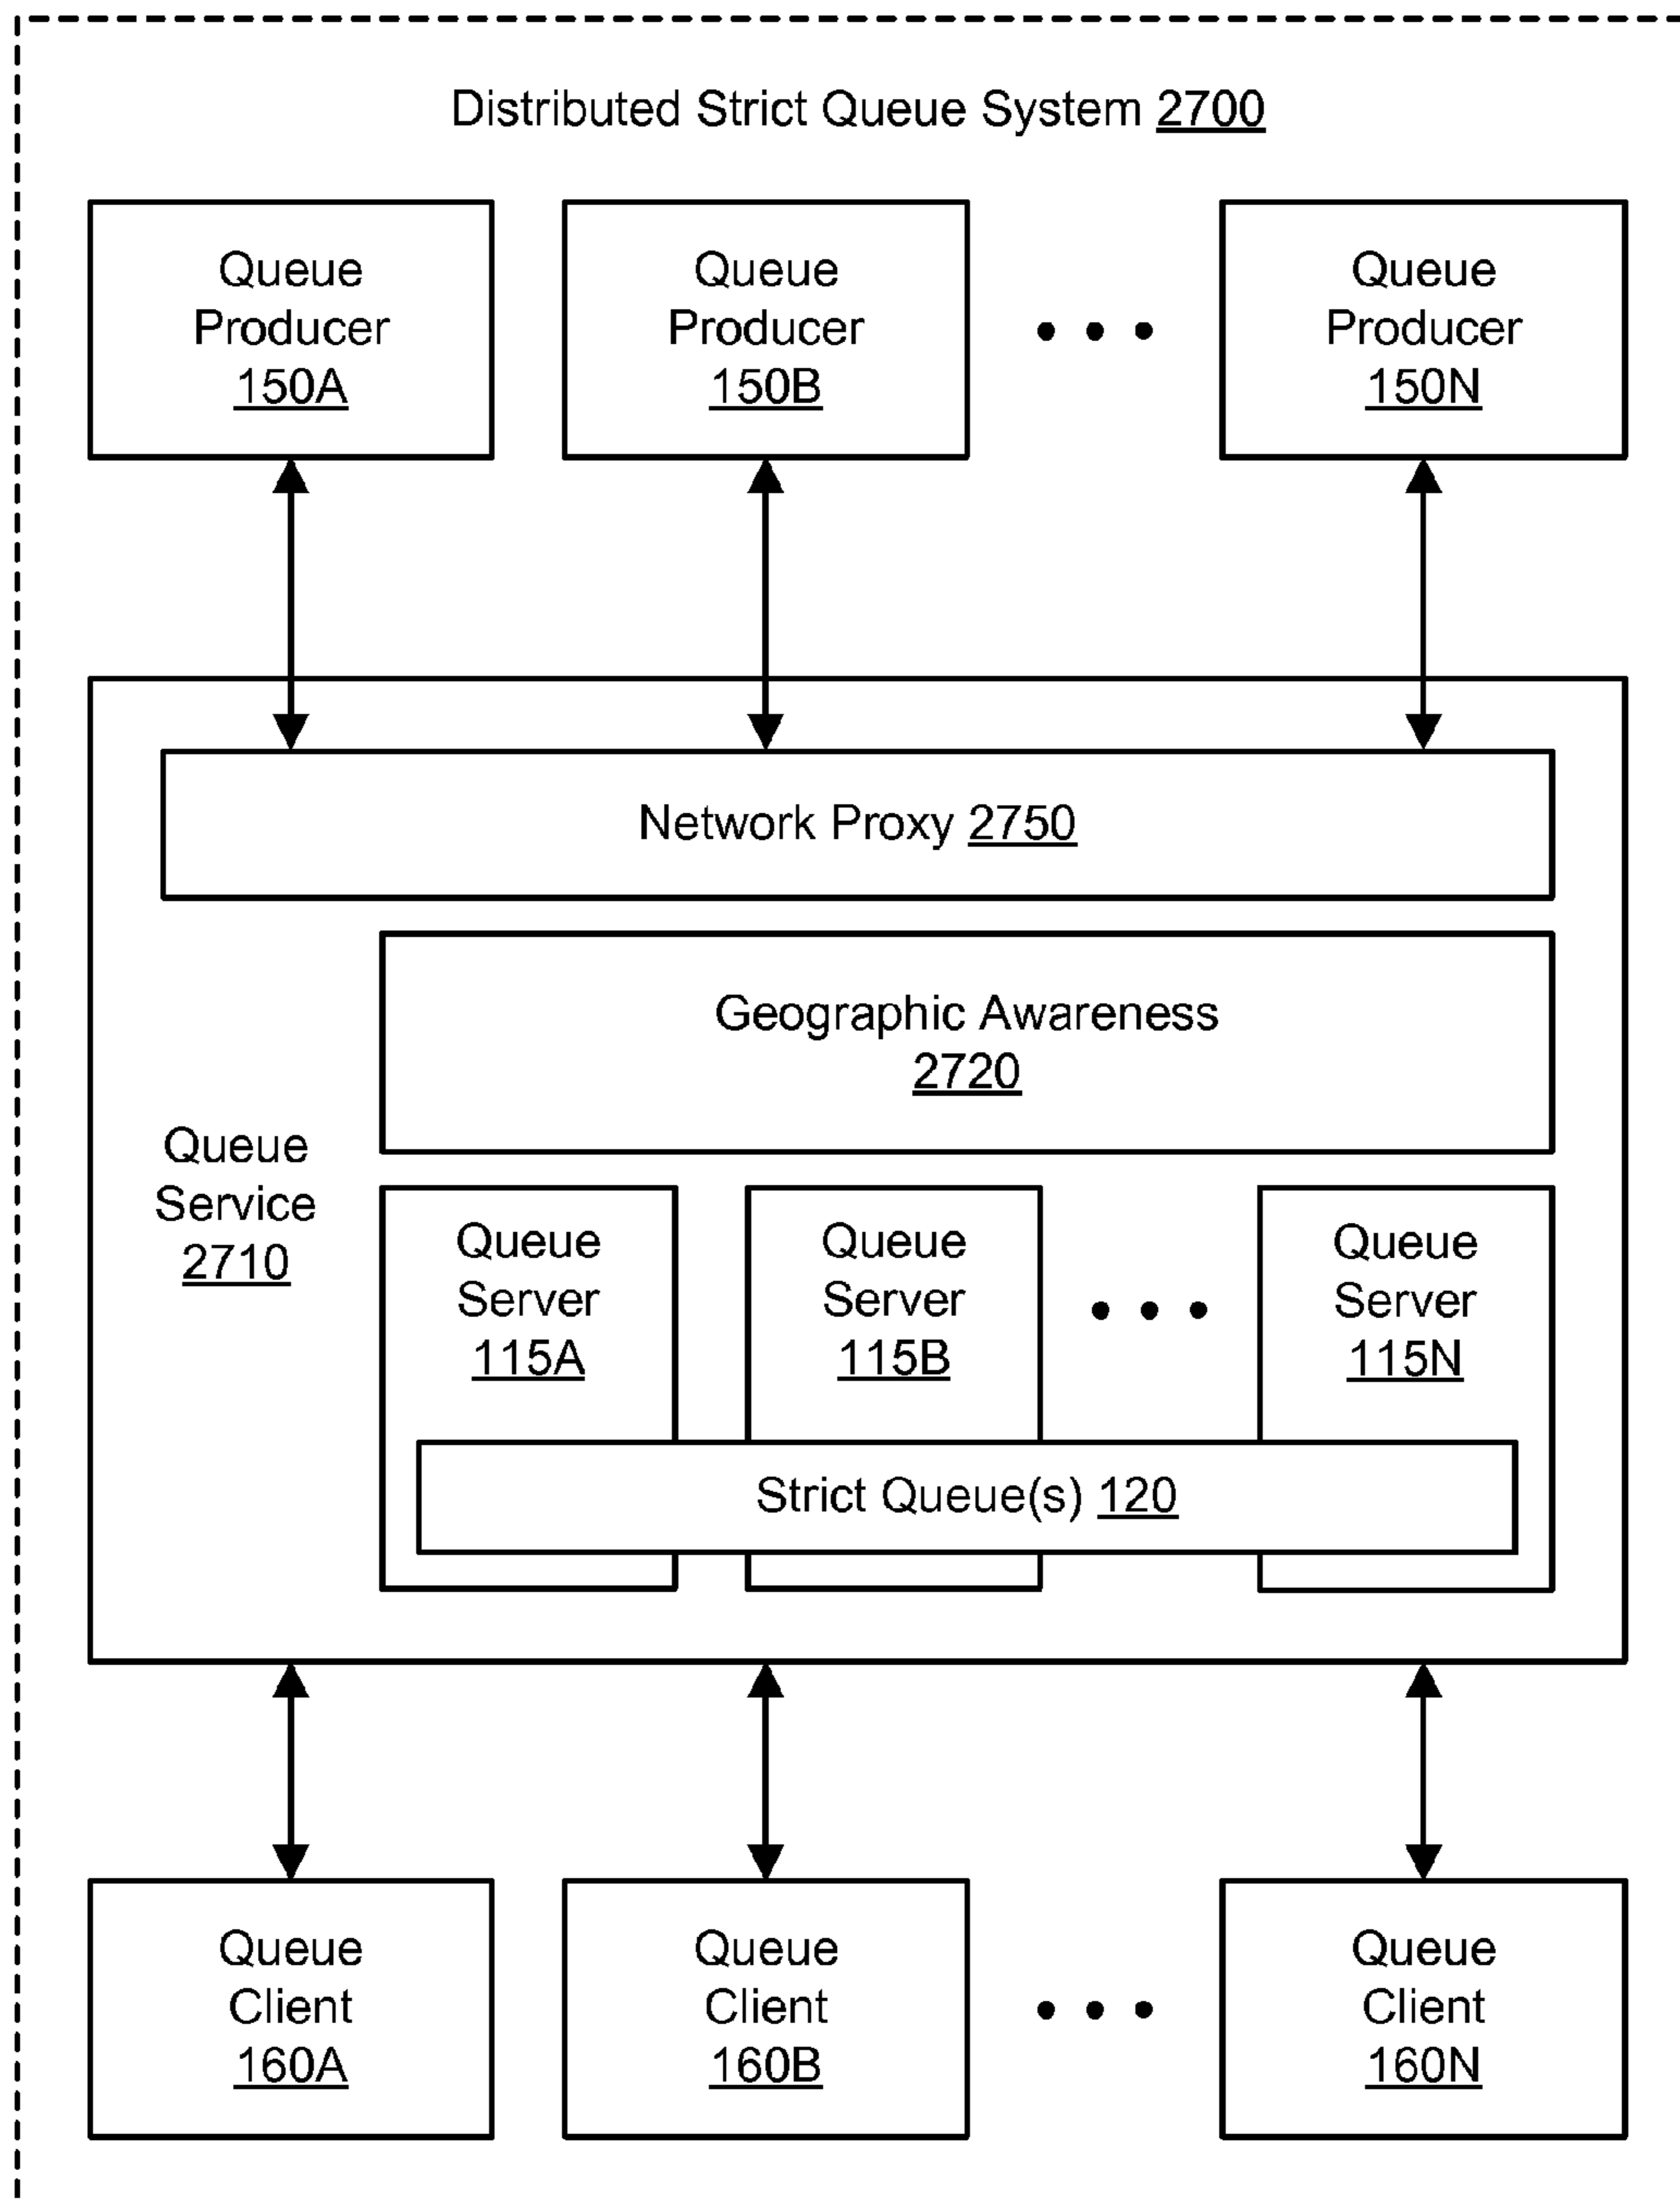 Distributed Strict Queue System 2700
Queue
Producer
150A
Queue
Producer
150B
Queue
Producer
150N
Network Proxy 2750
Geographic Awareness
2720
Queue
Service
2710
Queue
Server
115A
Queue
Server
115B
Queue
Server
115N
Strict Queue(s) 120
Queue
Client
160A
Queue
Client
160B
Queue
Client
160N